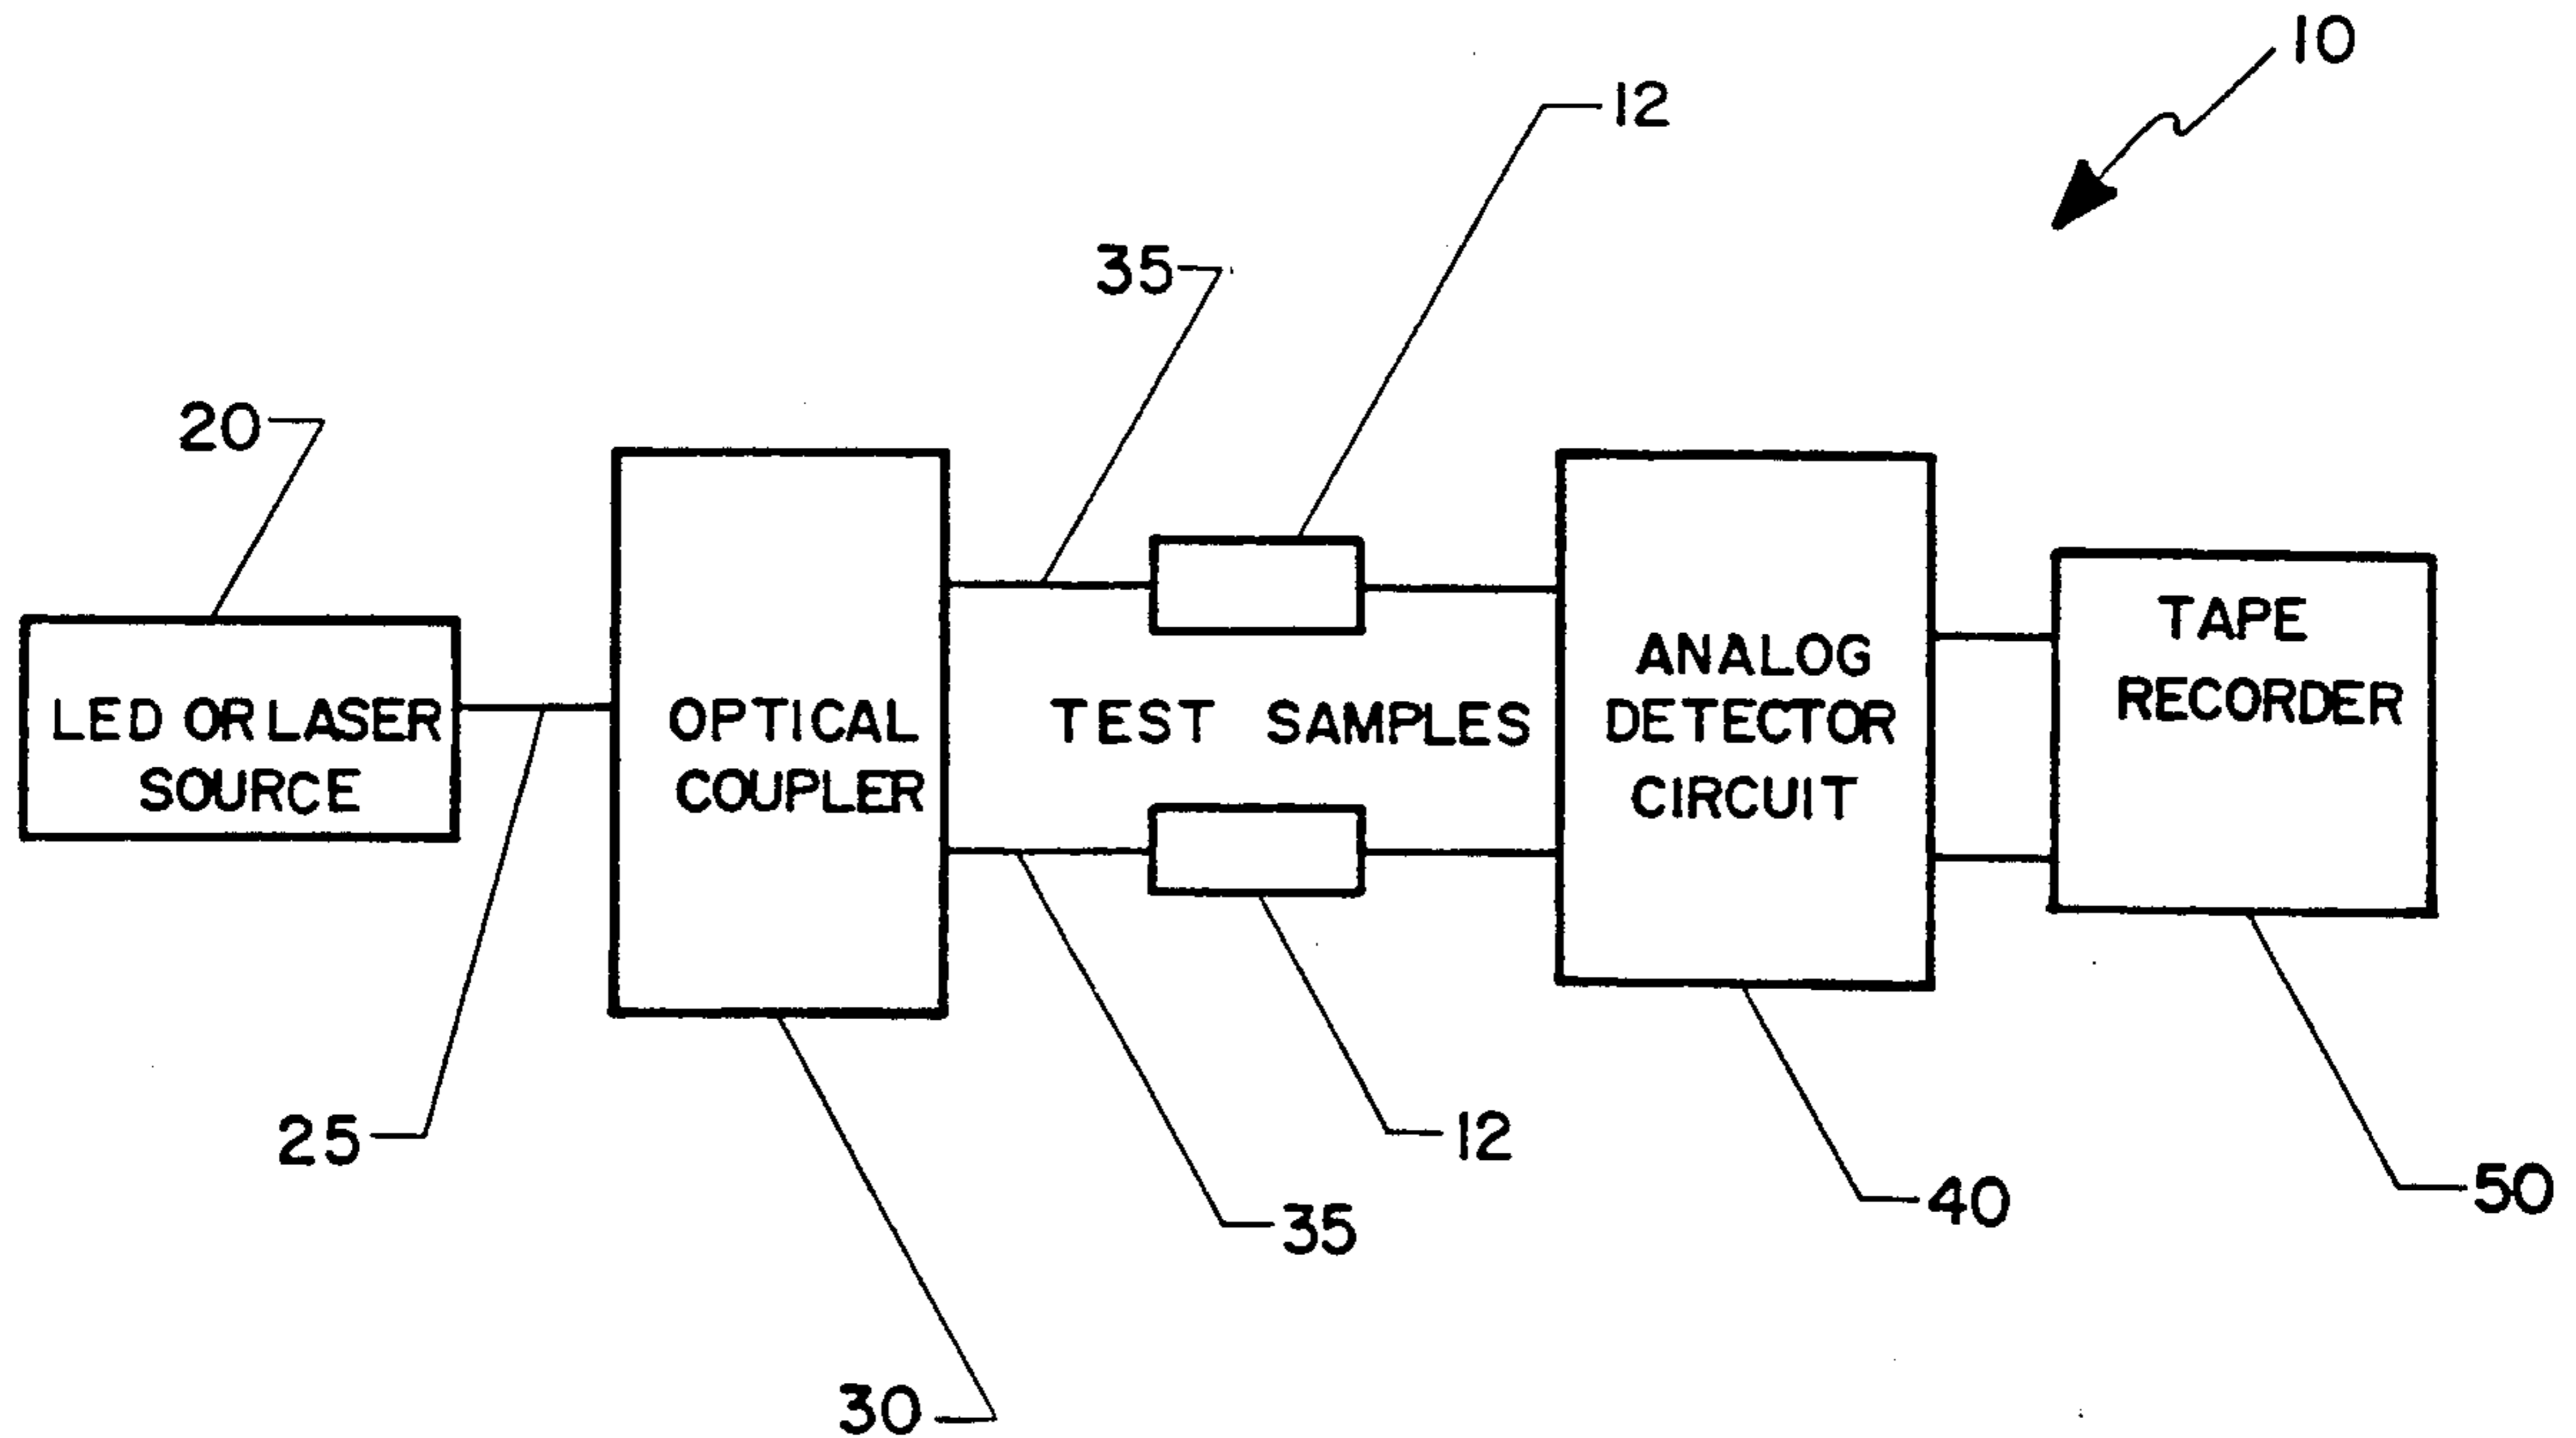 10
12
35
20
LED OR LASER
SOURCE
OPTICAL
COUPLER
TEST SAMPLES
ANALOG
DETECTOR
CIRCUIT
TAPE
RECORDER
25
12
35
40
50
30